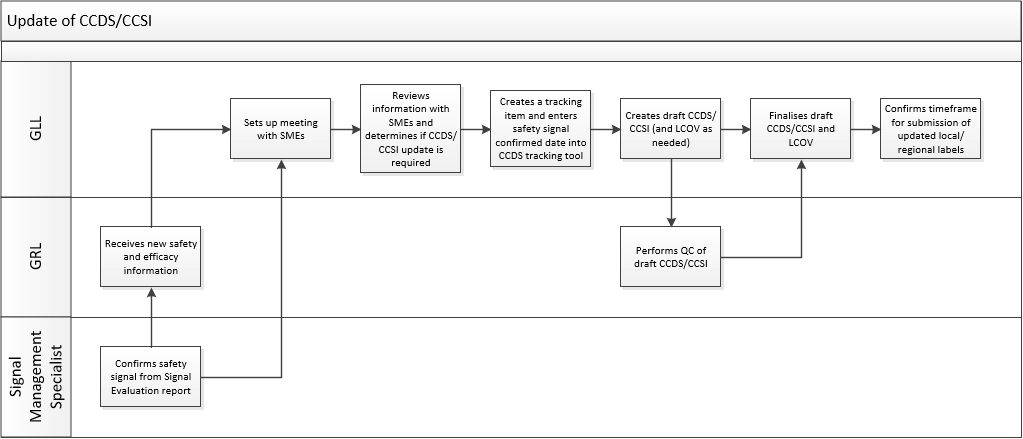 Update of CCDS/CCSI
GLL
Sets up meeting
with SMEs
Reviews
information with
SMEs and
determines if CCDS/
CCSI update is
required
Creates a tracking
item and enters
safety signal
confirmed date into
CCDS tracking tool
Creates draft CCDS/
CCSI (and LCOV as
needed)
Finalises draft
CCDS/CCSI and
LCOV
Confirms timeframe
for submission of
updated local/
regional labels
GRL
Receives new safety
and efficacy
information
Performs QC of
draft CCDS/CCSI
Signal
Management
Specialist
Confirms safety
signal from Signal
Evaluation report